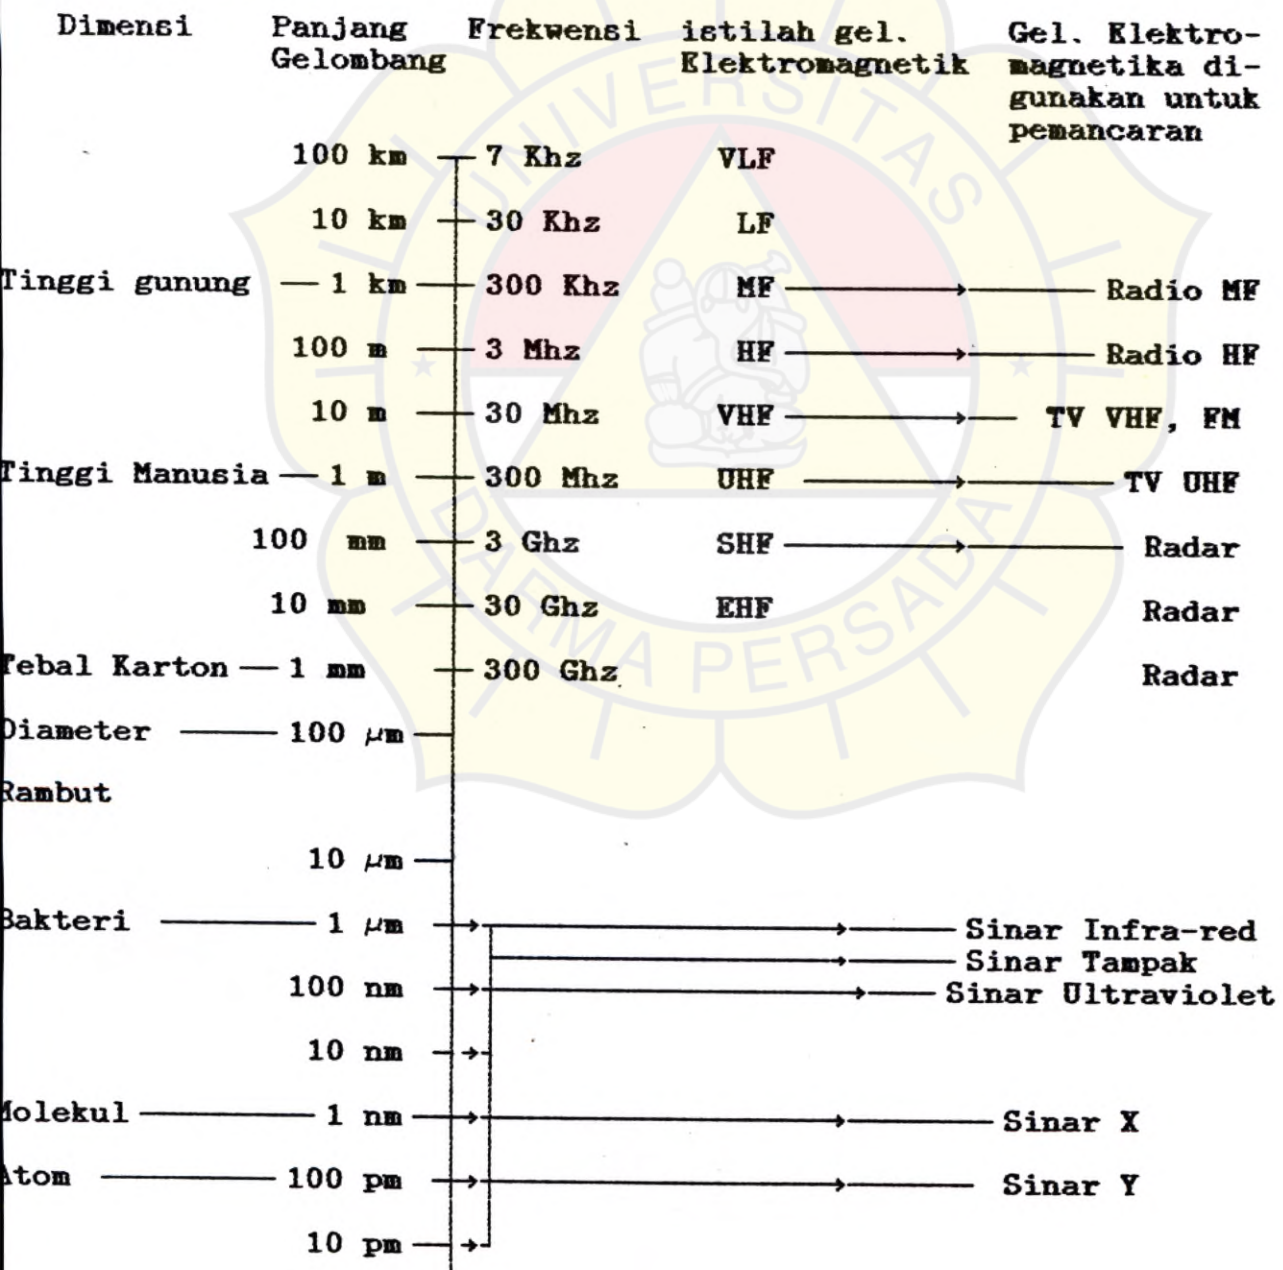 Dimensi Panjang Gelombang Frekwensi istilah gel. Elektromagnetik Gel. Elektro-magnetika di-gunakan untuk pemancaran
100 km 7 Khz VLF
10 km 30 Khz LF
Tinggi gunung 1 km 300 Khz MF Radio MF
100 m 3 Mhz HF Radio HF
10 m 30 Mhz VHF TV VHF, FM
Tinggi Manusia 1 m 300 Mhz UHF TV UHF
100 mm 3 Ghz SHF Radar
10 mm 30 Ghz EHF Radar
Tebal Karton 1 mm 300 Ghz Radar
Diameter 100 μm
Rambut
10 μm
Bakteri 1 μm Sinar Infra-red
Sinar Tampak
100 nm Sinar Ultraviolet
10 nm
Molekul 1 nm Sinar X
Atom 100 pm Sinar Y
10 pm
UNIVERSITAS
DARMA PERSADA